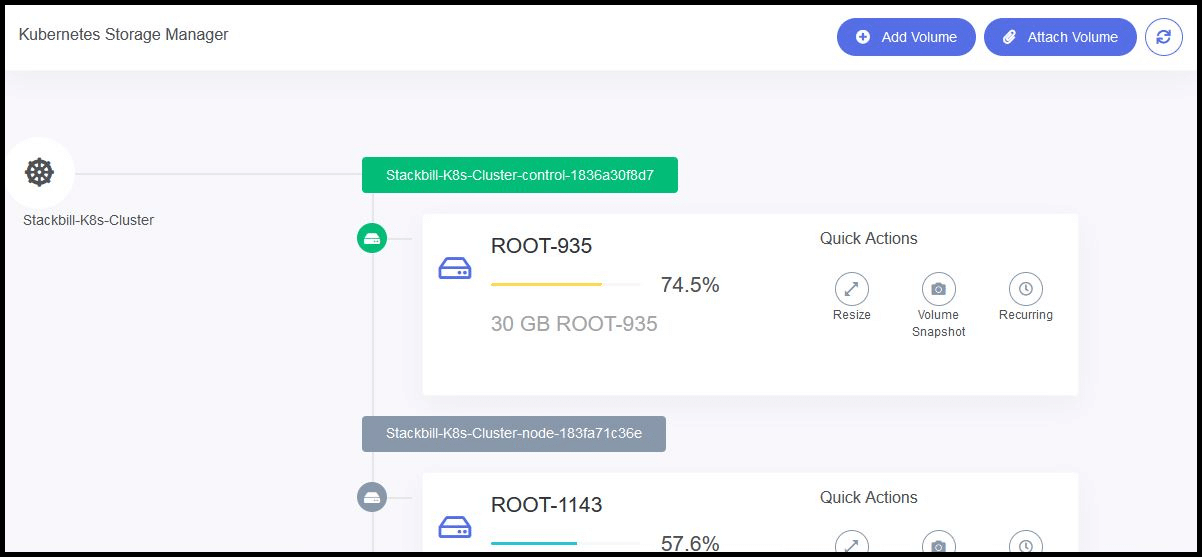 Kubernetes Storage Manager
Add Volume
Attach Volume
Stackbill-K8s-Cluster
Stackbill-K8s-Cluster-control-1836a30f8d7
ROOT-935
74.5%
30 GB ROOT-935
Quick Actions
Resize
Volume
Snapshot
Recurring
Stackbill-K8s-Cluster-node-183fa71c36e
ROOT-1143
57.6%
Quick Actions